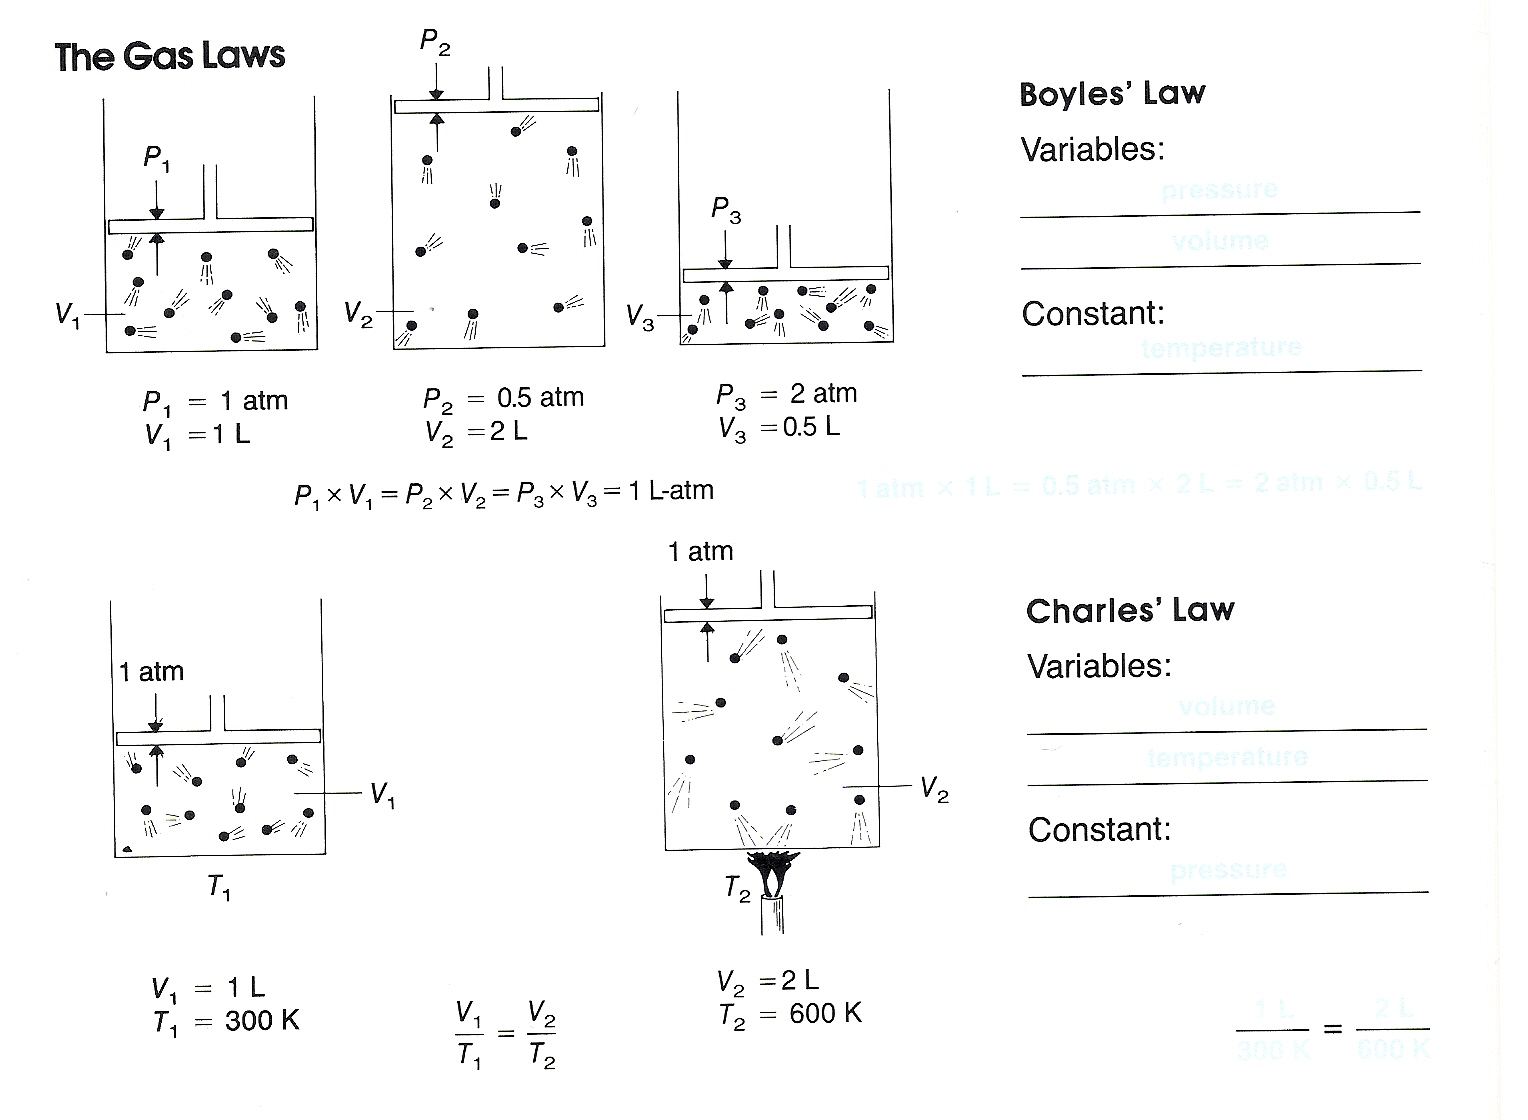 The Gas Laws
P₁
P₂
P₃
V₁
V₂
V₃
P₁ = 1 atm
V₁ = 1 L
P₂ = 0.5 atm
V₂ = 2 L
P₃ = 2 atm
V₃ = 0.5 L
P₁ × V₁ = P₂ × V₂ = P₃ × V₃ = 1 L-atm
Boyles’ Law
Variables:
pressure
volume
Constant:
temperature
1 atm × 1 L = 0.5 atm × 2 L = 2 atm × 0.5 L
1 atm
V₁
T₁
V₁ = 1 L
T₁ = 300 K
V₁/T₁ = V₂/T₂
1 atm
V₂
T₂
V₂ = 2 L
T₂ = 600 K
Charles’ Law
Variables:
volume
temperature
Constant:
pressure
1 L/300 K = 2 L/600 K